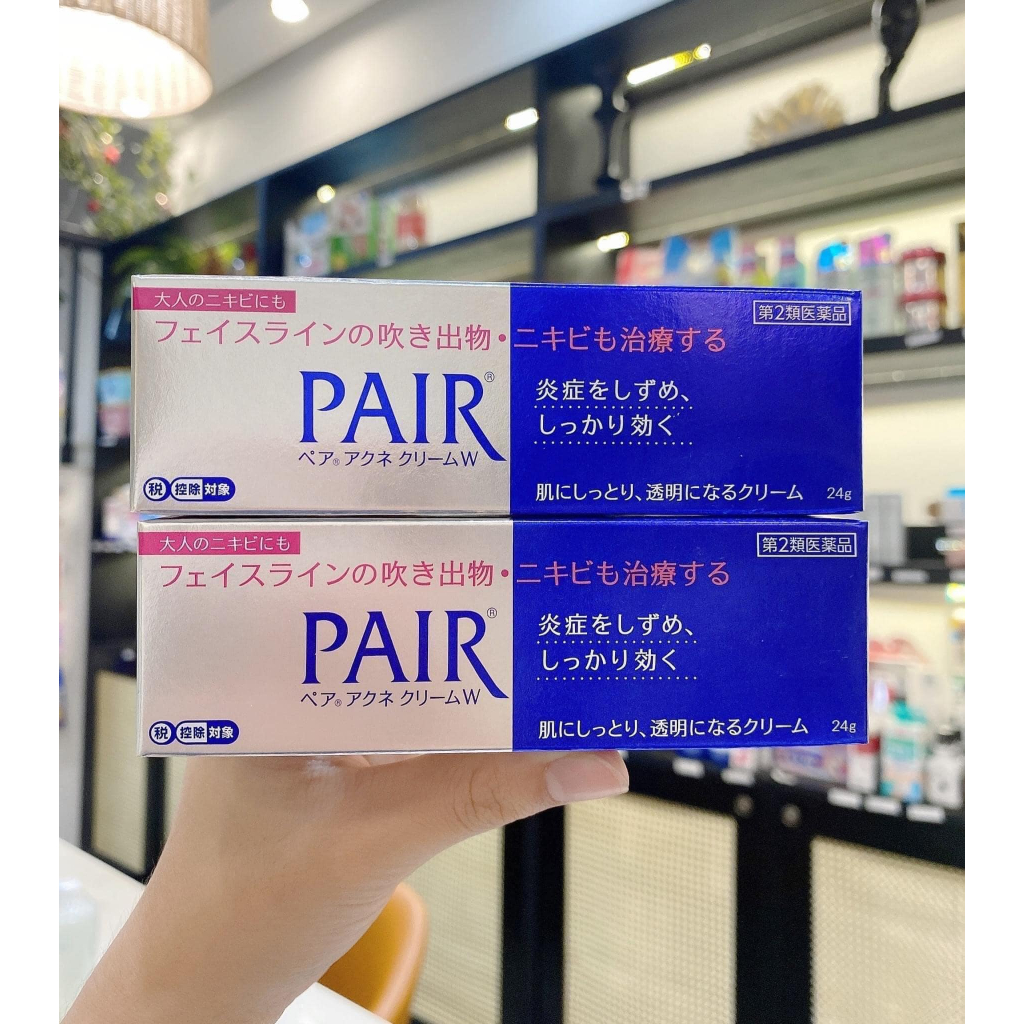 大人のニキビにも
フェイスラインの吹き出物・ニキビも治療する
第2類医薬品
PAIR®
ペア® アクネ クリームW
炎症をしずめ、
しっかり効く
税 控除対象
肌にしっとり、透明になるクリーム 24g
大人のニキビにも
フェイスラインの吹き出物・ニキビも治療する
第2類医薬品
PAIR®
ペア® アクネ クリームW
炎症をしずめ、
しっかり効く
税 控除対象
肌にしっとり、透明になるクリーム 24g